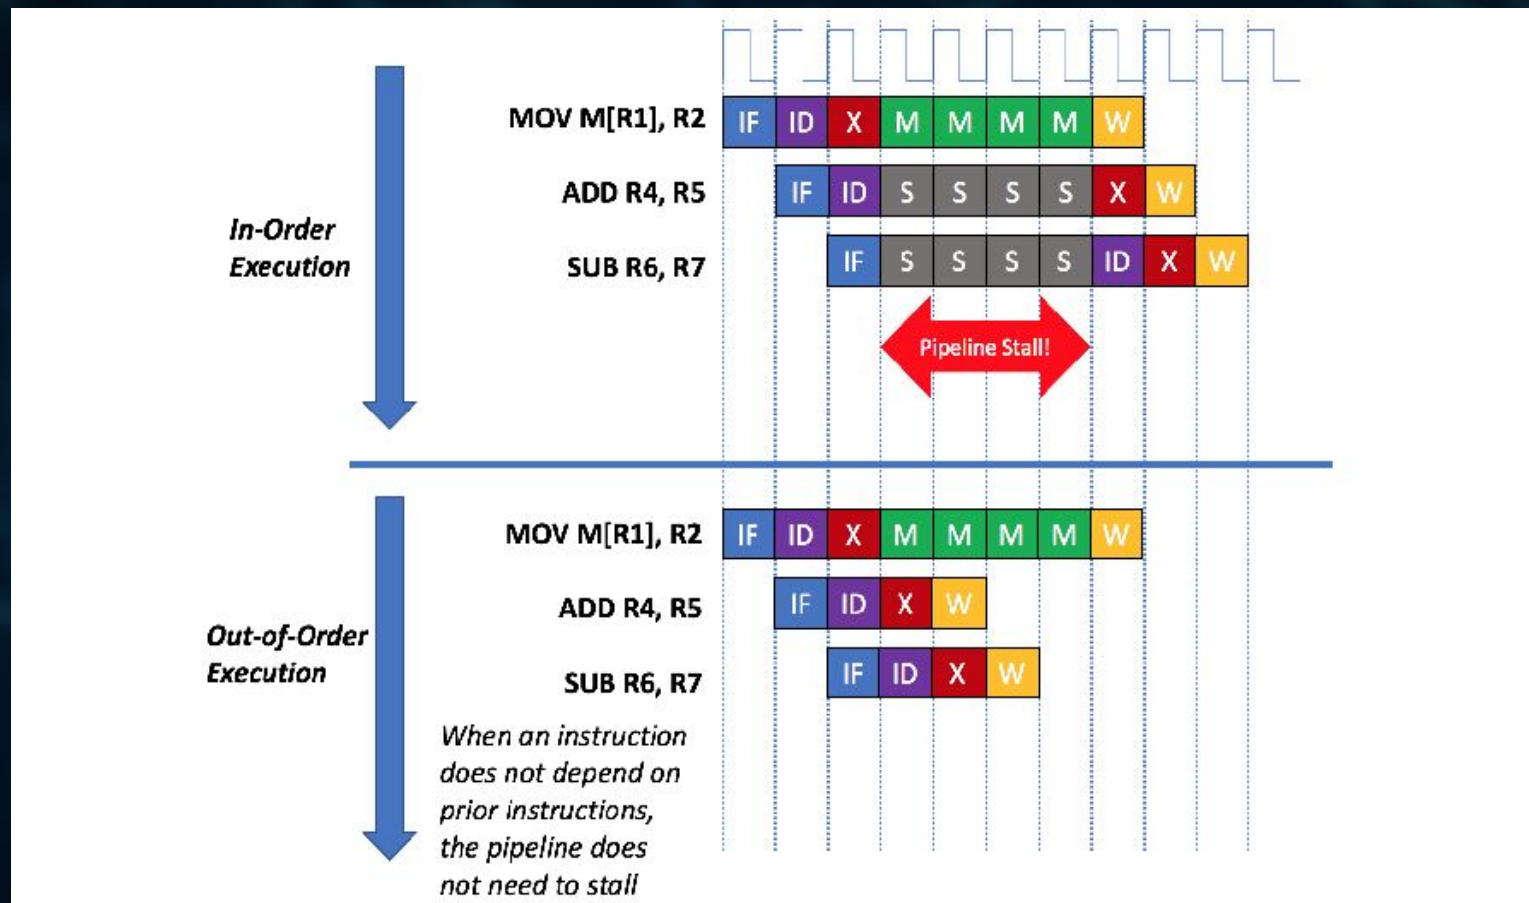 MOV M[R1], R2 IF ID X M M M M W
ADD R4, R5 IF ID S S S S X W
In-Order
Execution
SUB R6, R7 IF S S S S ID X W
Pipeline Stall!
MOV M[R1], R2 IF ID X M M M M W
ADD R4, R5 IF ID X W
Out-of-Order
Execution
SUB R6, R7 IF ID X W
When an instruction
does not depend on
prior instructions,
the pipeline does
not need to stall